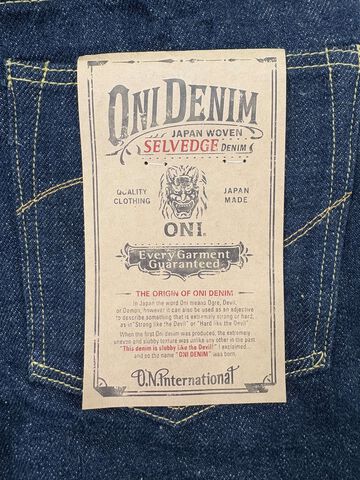 ONI DENIM
JAPAN WOVEN
SELVEDGE DENIM
QUALITY CLOTHING
JAPAN MADE
ONI.
Every Garment
Guaranteed
THE ORIGIN OF ONI DENIM
In Japan the word Oni means Ogre, Devil,
or Demon, however it can also be used as an adjective
to describe something that is extremely strong or hard,
as in "Strong like the Devil" or "Hard like the Devil"
When the first Oni denim was produced, the extremely
uneven and slubby texture was unlike any other in the past
"This denim is slubby like the Devil!" I exclaimed...
and so the name "ONI DENIM" was born.
O.N.International